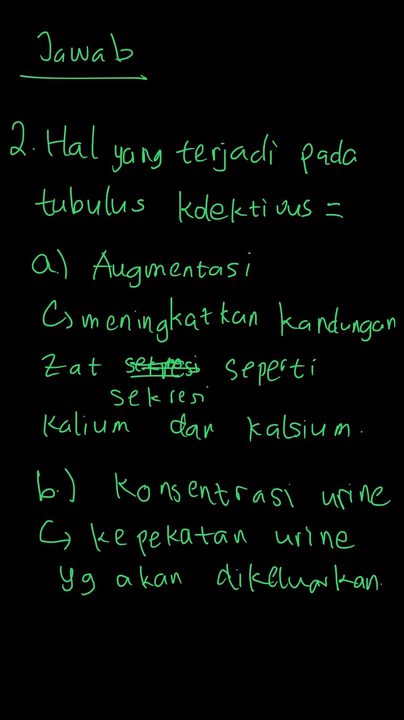 Jawab
2. Hal yang terjadi pada
tubulus kolektivus =
a.) Augmentasi
↳ meningkatkan kandungan
zat sekresi seperti
sekresi
kalium dan kalsium.
b.) Konsentrasi urine
↳ kepekatan urine
yg akan dikeluarkan.